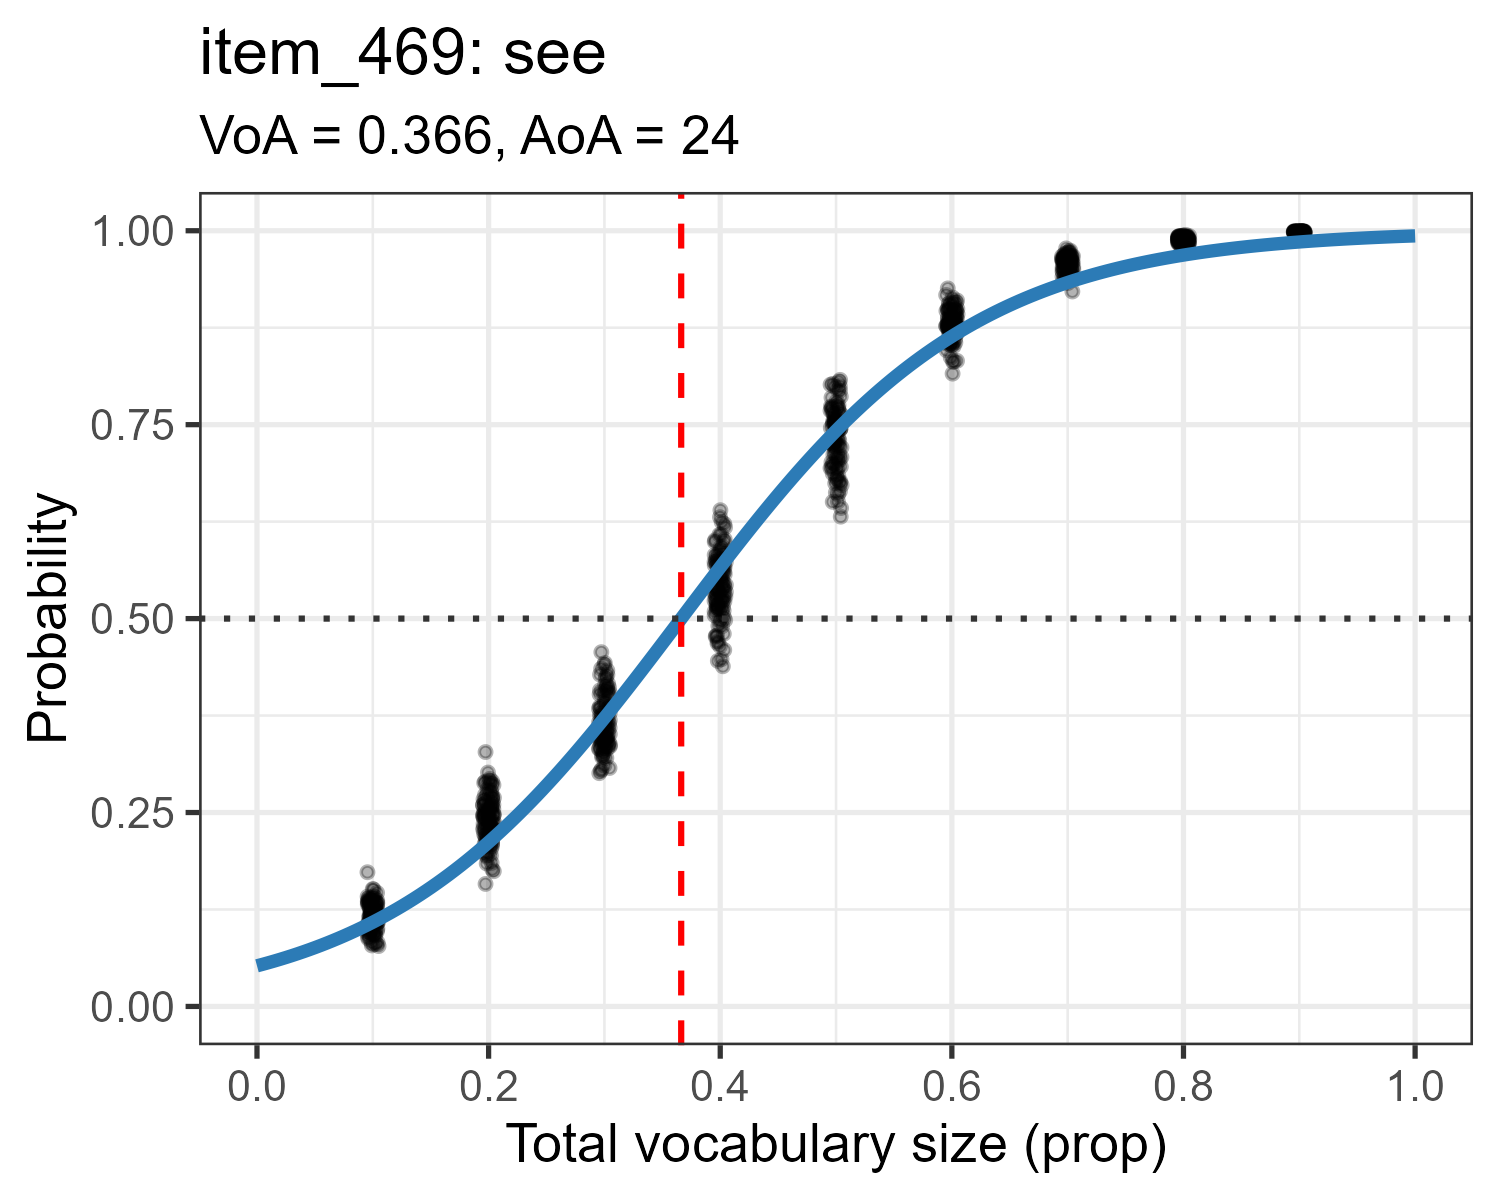 item_469: see
VoA = 0.366, AoA = 24
1.00
0.75
0.50
0.25
0.00
Probability
0.0 0.2 0.4 0.6 0.8 1.0
Total vocabulary size (prop)